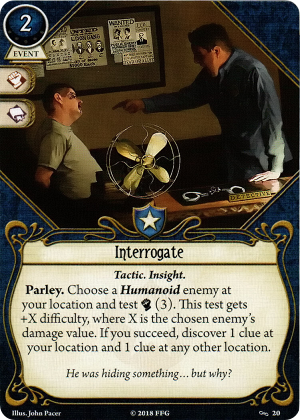 2
EVENT
WANTED
WANTED
DETECTIVE
Interrogate
Tactic. Insight.
Parley. Choose a Humanoid enemy at
your location and test (3). This test gets
+X difficulty, where X is the chosen enemy's
damage value. If you succeed, discover 1 clue at
your location and 1 clue at any other location.
He was hiding something... but why?
Illus. John Pacer
© 2018 FFG
20